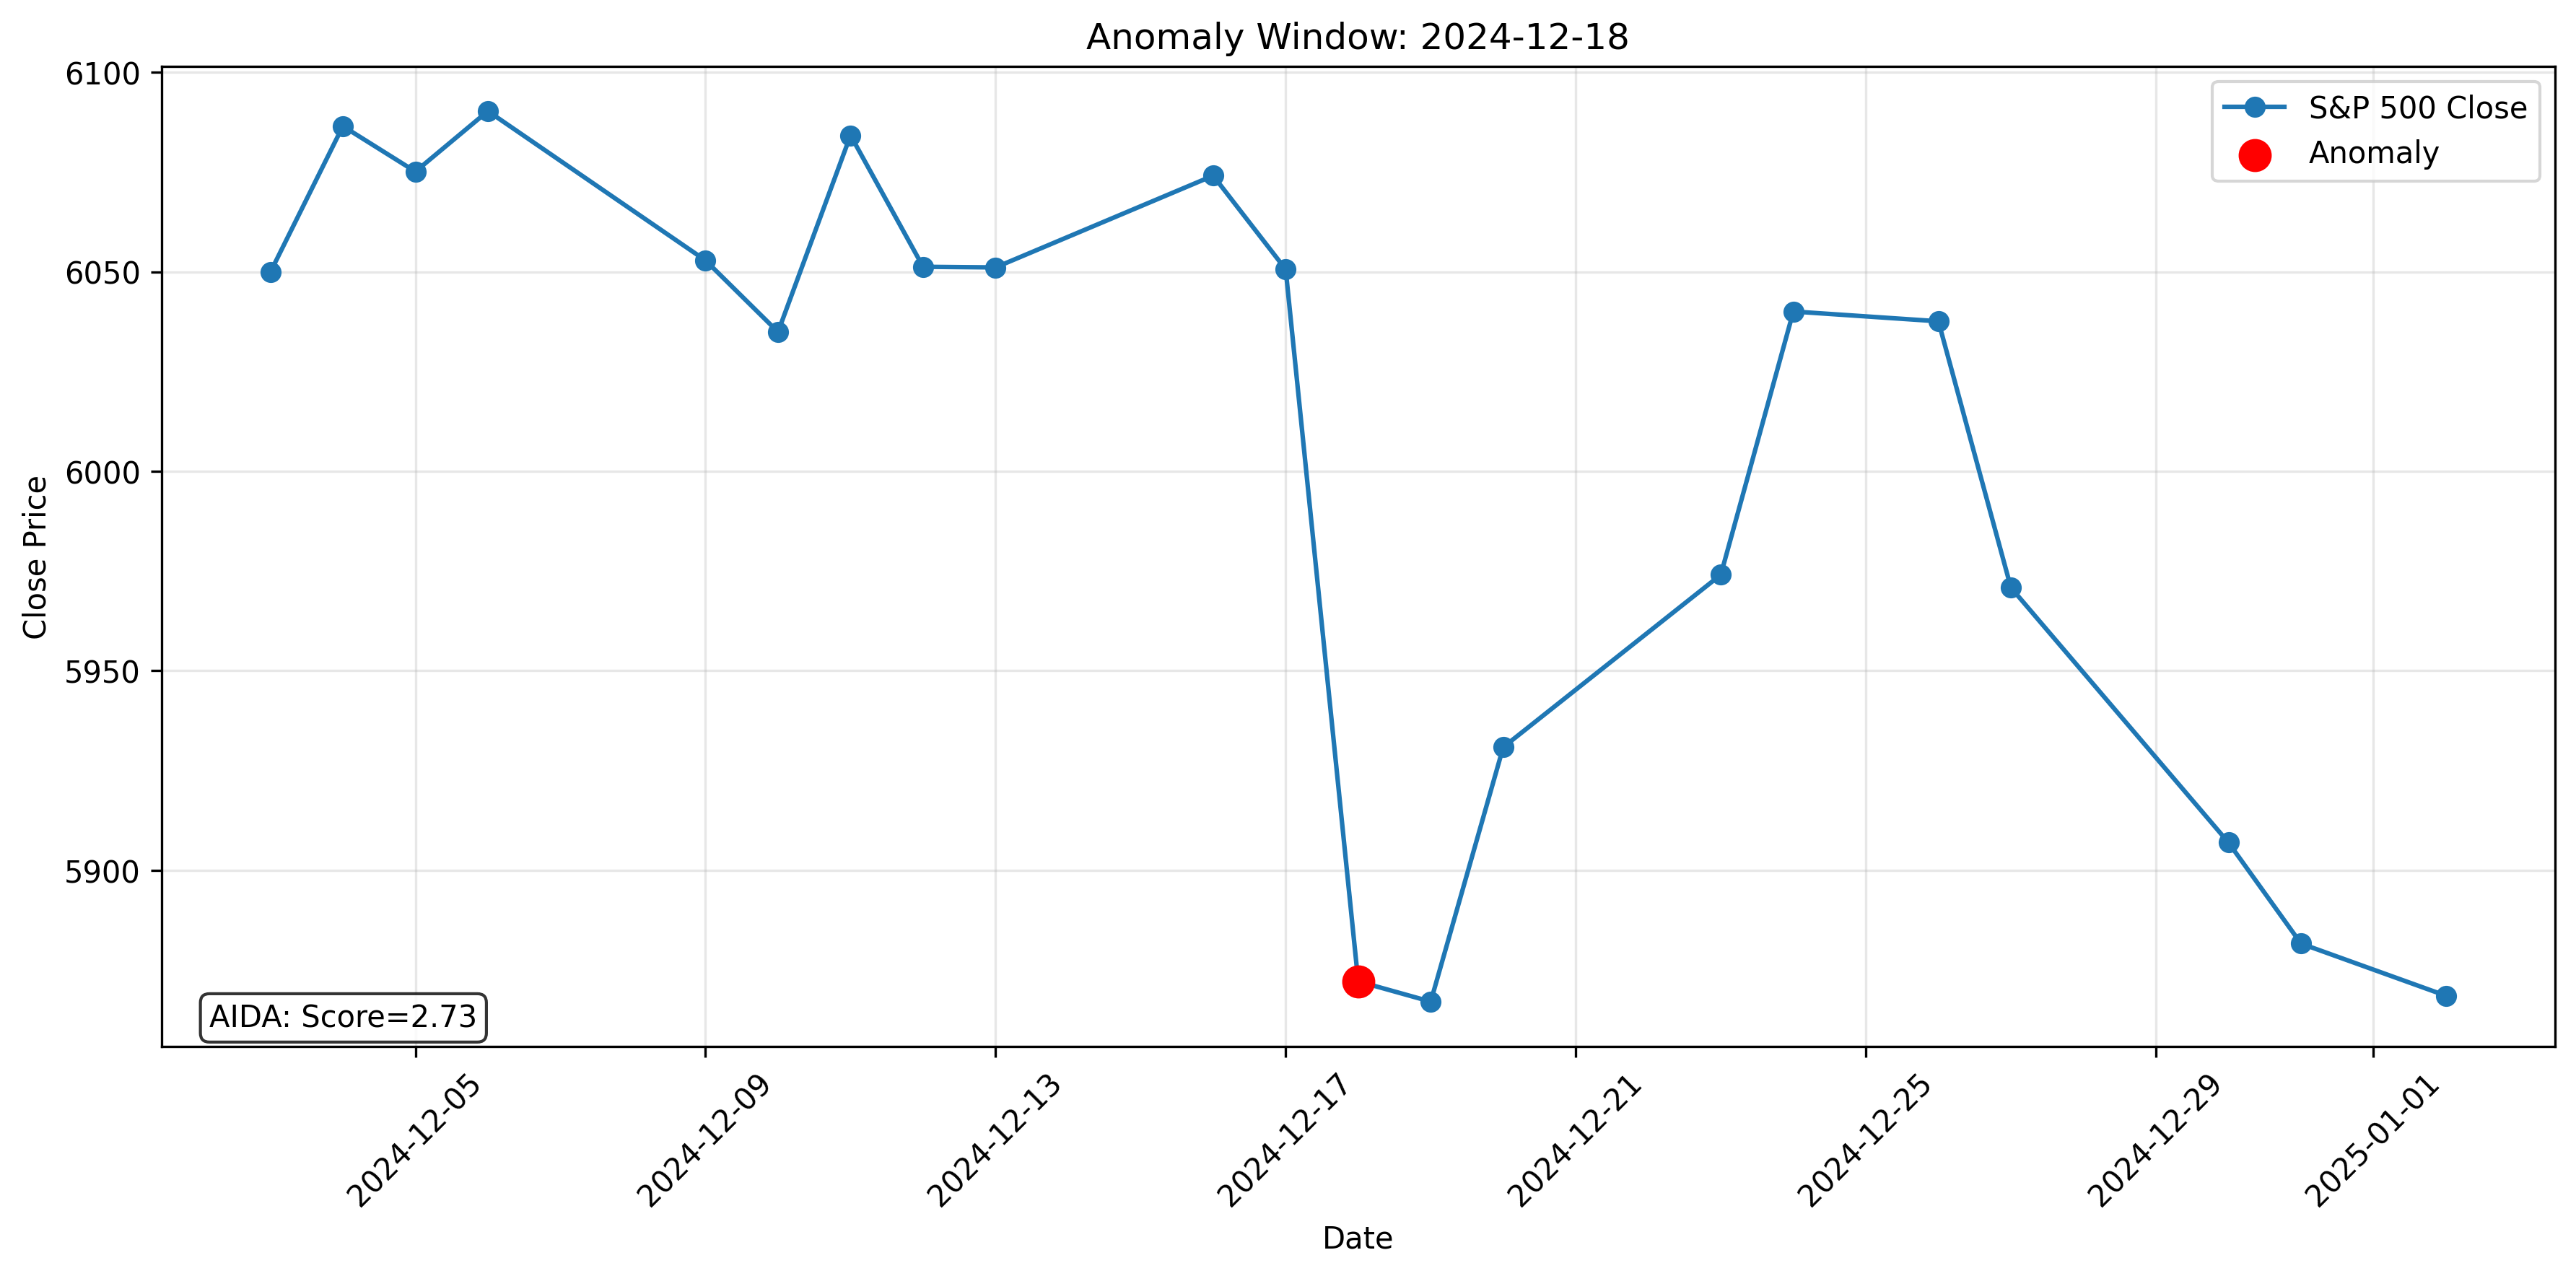 Anomaly Window: 2024-12-18
S&P 500 Close
Anomaly
Close Price
6100
6050
6000
5950
5900
AIDA: Score=2.73
2024-12-05
2024-12-09
2024-12-13
2024-12-17
2024-12-21
2024-12-25
2024-12-29
2025-01-01
Date